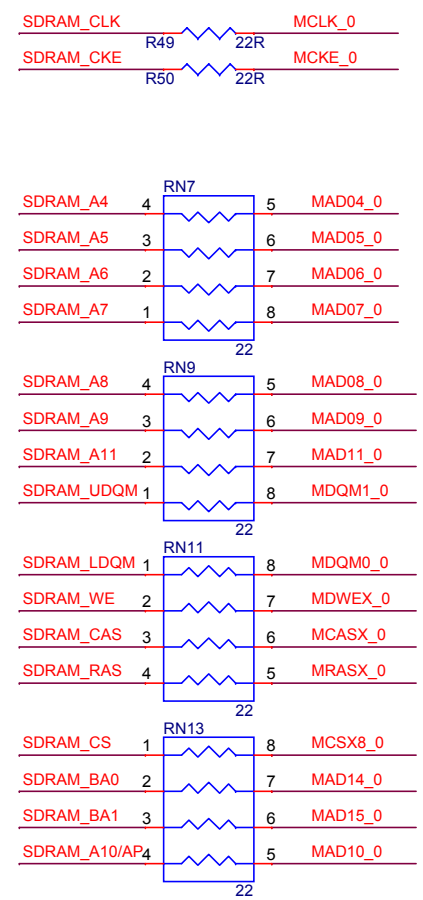 SDRAM_CLK MCLK_0
R49 22R
SDRAM_CKE MCKE_0
R50 22R
RN7
SDRAM_A4 4 5 MAD04_0
SDRAM_A5 3 6 MAD05_0
SDRAM_A6 2 7 MAD06_0
SDRAM_A7 1 8 MAD07_0
22
RN9
SDRAM_A8 4 5 MAD08_0
SDRAM_A9 3 6 MAD09_0
SDRAM_A11 2 7 MAD11_0
SDRAM_UDQM 1 8 MDQM1_0
22
RN11
SDRAM_LDQM 1 8 MDQM0_0
SDRAM_WE 2 7 MDWEX_0
SDRAM_CAS 3 6 MCASX_0
SDRAM_RAS 4 5 MRASX_0
22
RN13
SDRAM_CS 1 8 MCSX8_0
SDRAM_BA0 2 7 MAD14_0
SDRAM_BA1 3 6 MAD15_0
SDRAM_A10/AP 4 5 MAD10_0
22